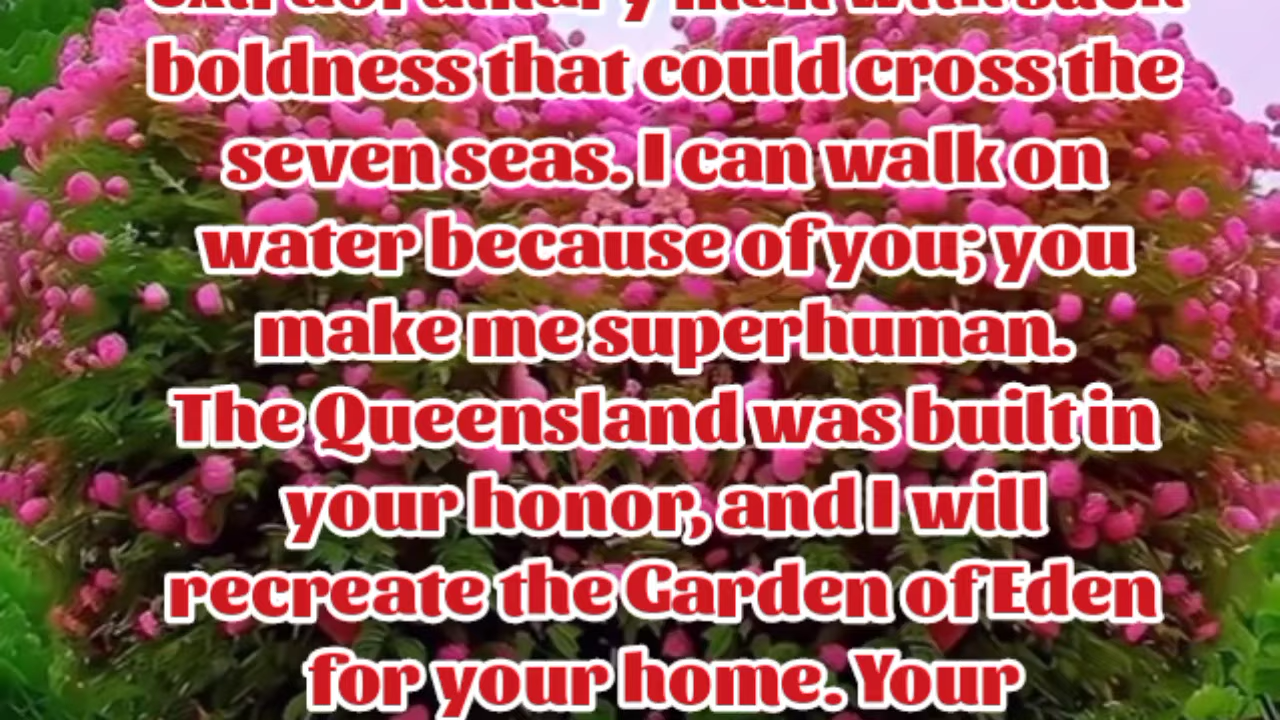 extraordinary man with such
boldness that could cross the
seven seas. I can walk on
water because of you; you
make me superhuman.
The Queensland was built in
your honor, and I will
recreate the Garden of Eden
for your home. Your